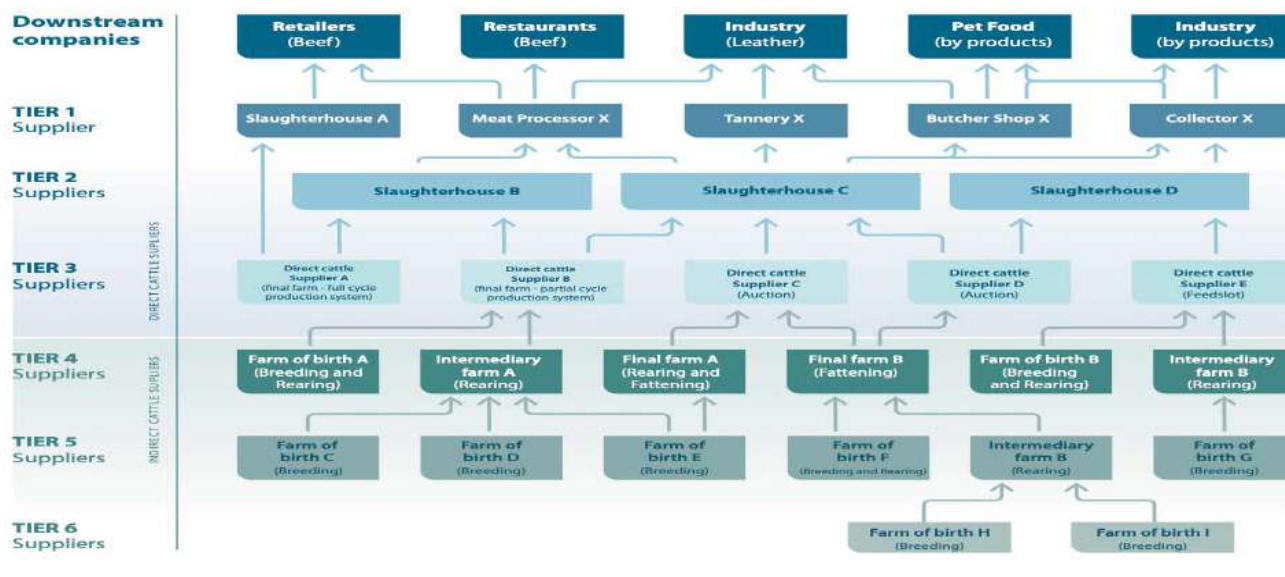 Downstream
companies
Retailers
(Beef)
Restaurants
(Beef)
Industry
(Leather)
Pet Food
(by products)
Industry
(by products)
TIER 1
Supplier
Slaughterhouse A
Meat Processor X
Tannery X
Butcher Shop X
Collector X
TIER 2
Suppliers
Slaughterhouse B
Slaughterhouse C
Slaughterhouse D
DIRECT CATTLE SUPLIERS
TIER 3
Suppliers
Direct cattle
Supplier A
(final farm - full cycle
production system)
Direct cattle
Supplier B
(final farm - partial cycle
production system)
Direct cattle
Supplier C
(Auction)
Direct cattle
Supplier D
(Auction)
Direct cattle
Supplier E
(Feedslot)
INDIRECT CATTLE SUPLIERS
TIER 4
Suppliers
Farm of birth A
(Breeding and
Rearing)
Intermediary
farm A
(Rearing)
Final farm A
(Rearing and
Fattening)
Final farm B
(Fattening)
Farm of birth B
(Breeding
and Rearing)
Intermediary
farm B
(Rearing)
TIER 5
Suppliers
Farm of
birth C
(Breeding)
Farm of
birth D
(Breeding)
Farm of
birth E
(Breeding)
Farm of
birth F
(Breeding and Rearing)
Intermediary
farm B
(Rearing)
Farm of
birth G
(Breeding)
TIER 6
Suppliers
Farm of birth H
(Breeding)
Farm of birth I
(Breeding)